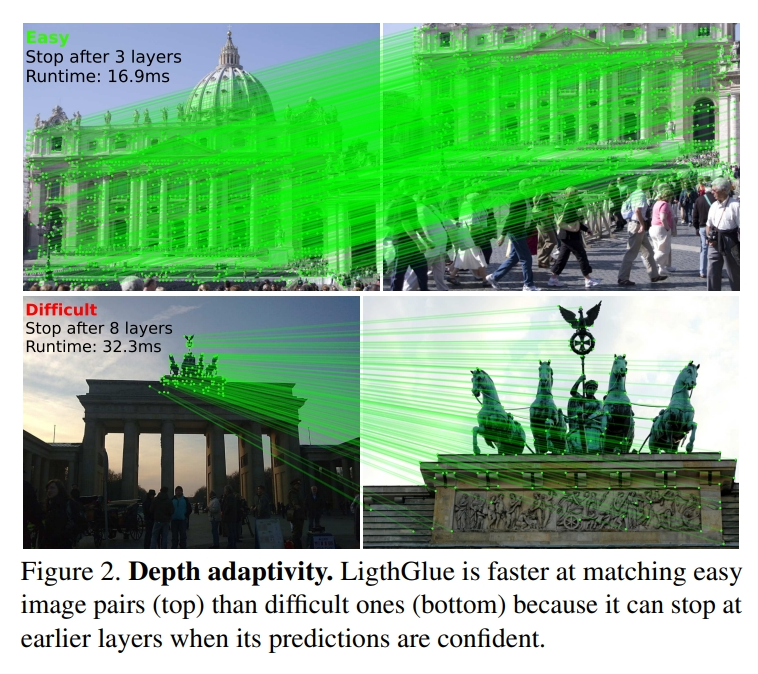 Easy
Stop after 3 layers
Runtime: 16.9ms
Difficult
Stop after 8 layers
Runtime: 32.3ms
Figure 2. Depth adaptivity. LigthGlue is faster at matching easy
image pairs (top) than difficult ones (bottom) because it can stop at
earlier layers when its predictions are confident.